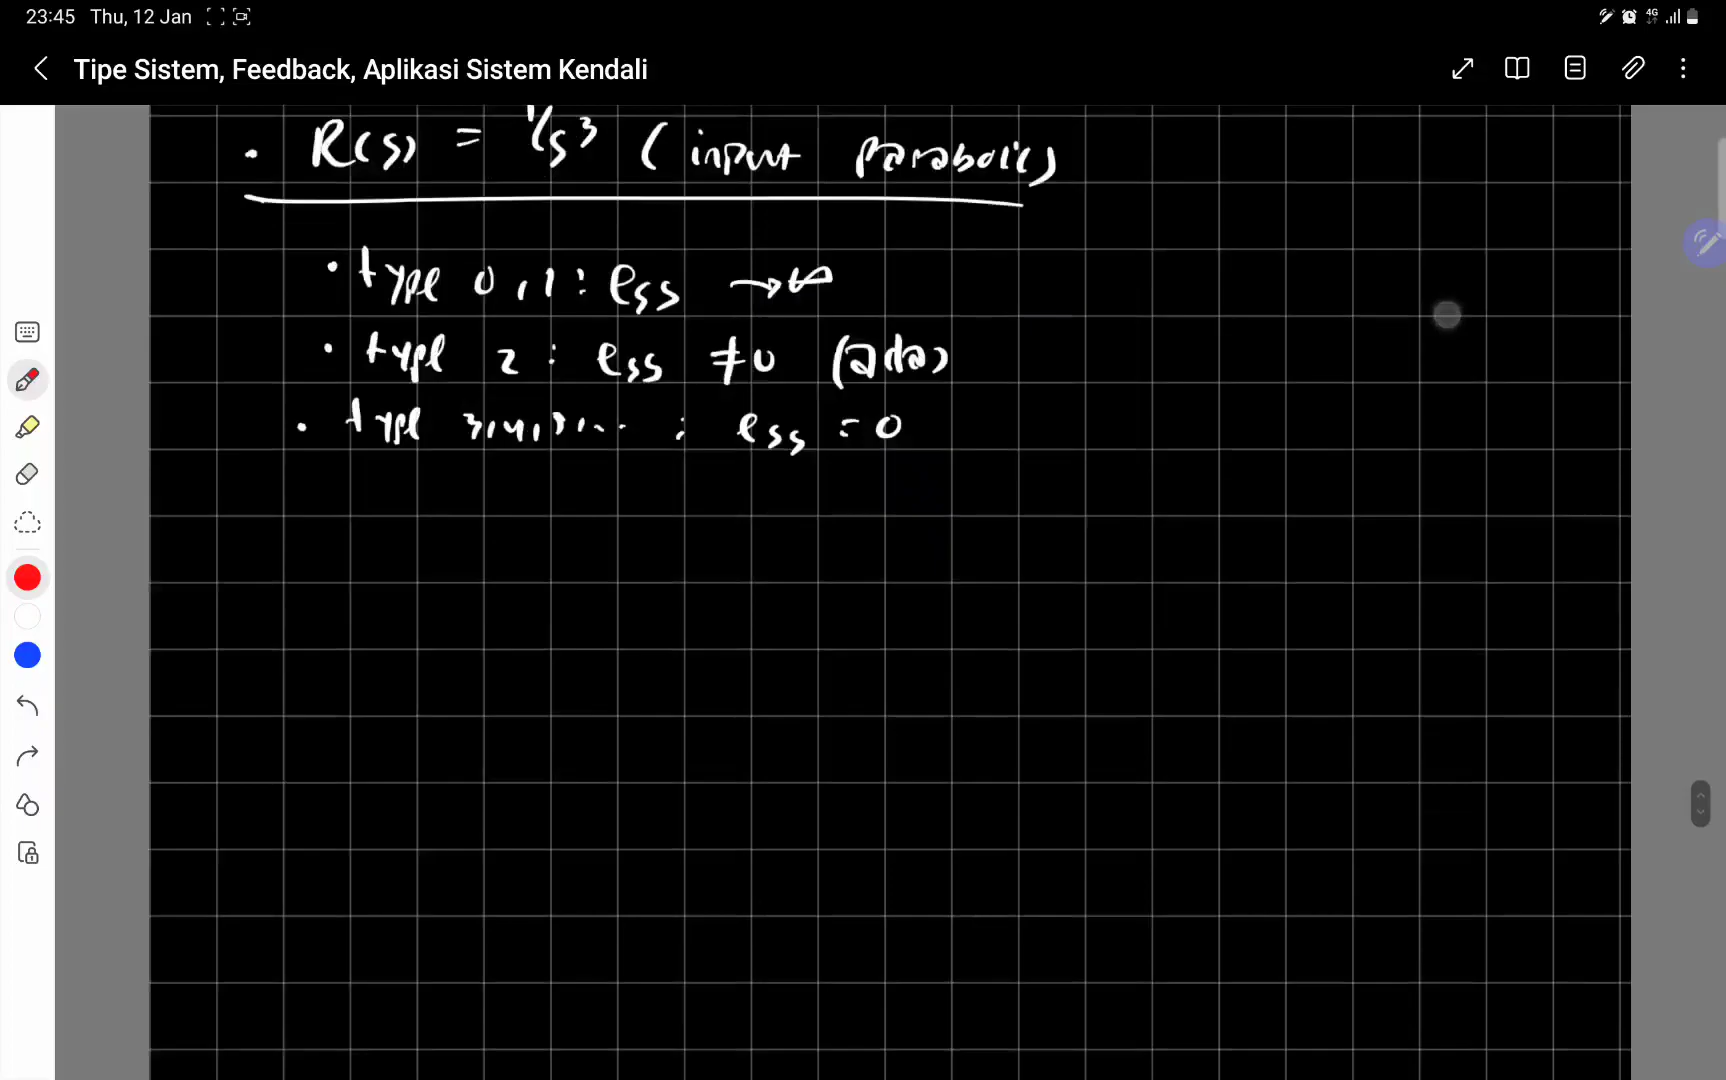 23:45 Thu, 12 Jan 4G
Tipe Sistem, Feedback, Aplikasi Sistem Kendali
• R(s) = 1/s³ (input parabolic)
• type 0,1 : ess → ∞
• type 2 : ess ≠ 0 (ada)
• type 3,4,5,... : ess = 0